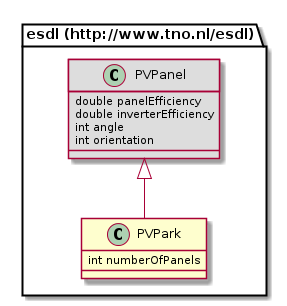 esdl (http://www.tno.nl/esdl)
C PVPanel
double panelEfficiency
double inverterEfficiency
int angle
int orientation
C PVPark
int numberOfPanels